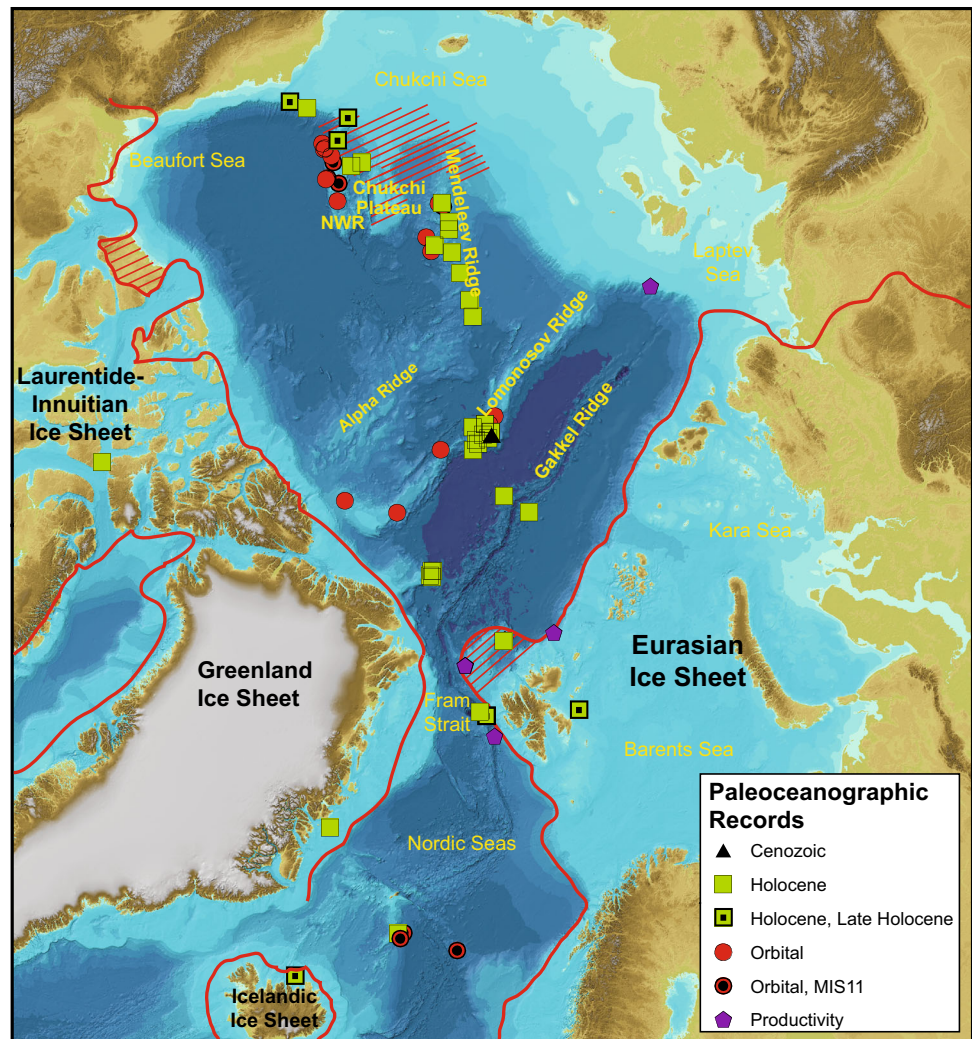 Chukchi Sea
Beaufort Sea
Mendeleev Ridge
Chukchi
Plateau
NWR
Laptev
Sea
Lomonosov Ridge
Alpha Ridge
Gakkel Ridge
Laurentide-
Innuitian
Ice Sheet
Kara Sea
Greenland
Ice Sheet
Eurasian
Ice Sheet
Fram
Strait
Barents Sea
Nordic Seas
Icelandic
Ice Sheet
Paleoceanographic
Records
Cenozoic
Holocene
Holocene, Late Holocene
Orbital
Orbital, MIS11
Productivity